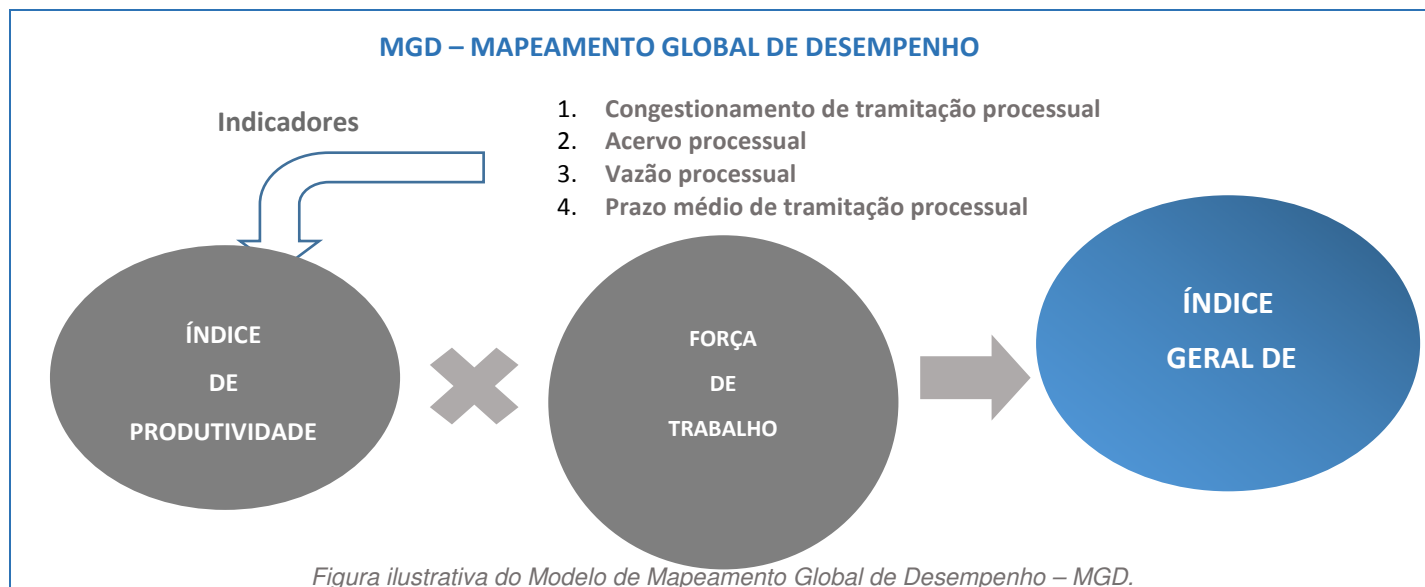 MGD – MAPEAMENTO GLOBAL DE DESEMPENHO
Indicadores
1. Congestionamento de tramitação processual
2. Acervo processual
3. Vazão processual
4. Prazo médio de tramitação processual
ÍNDICE
DE
PRODUTIVIDADE
FORÇA
DE
TRABALHO
ÍNDICE
GERAL DE
Figura ilustrativa do Modelo de Mapeamento Global de Desempenho – MGD.